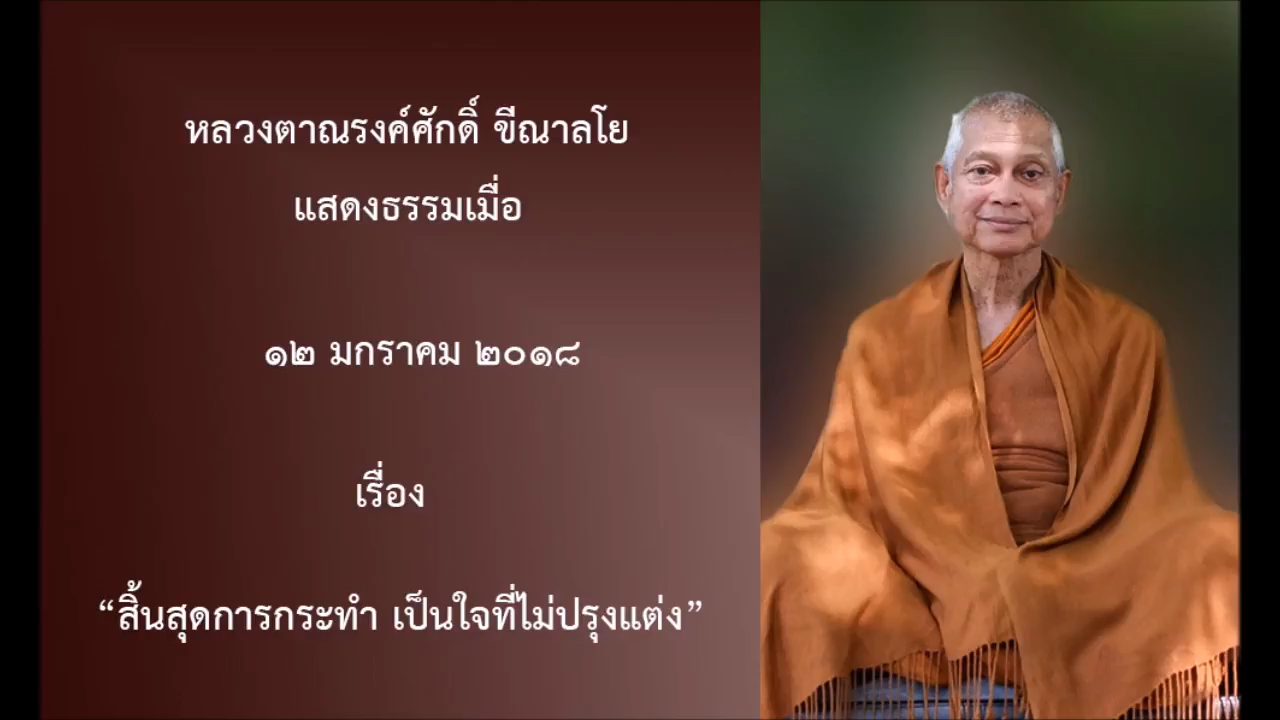 หลวงตาณรงค์ศักดิ์ ขีณาลโย
แสดงธรรมเมื่อ
๑๒ มกราคม ๒๐๑๘
เรื่อง
“สิ้นสุดการกระทำ เป็นใจที่ไม่ปรุงแต่ง”